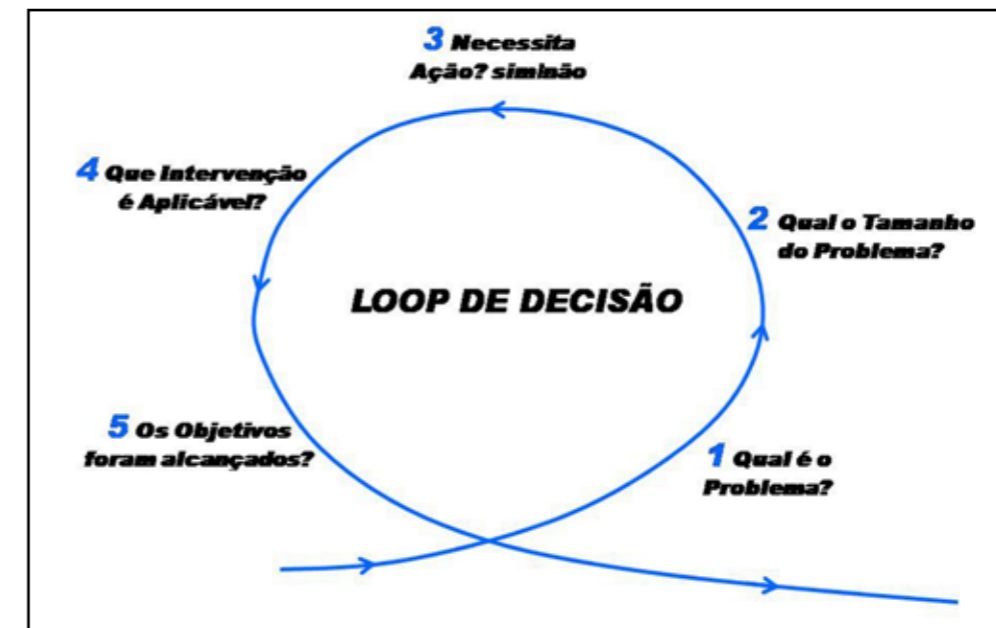 3 Necessita
Ação? simınão
4 Que Intervenção
é Aplicável?
2 Qual o Tamanho
do Problema?
LOOP DE DECISÃO
5 Os Objetivos
foram alcançados?
1 Qual é o
Problema?